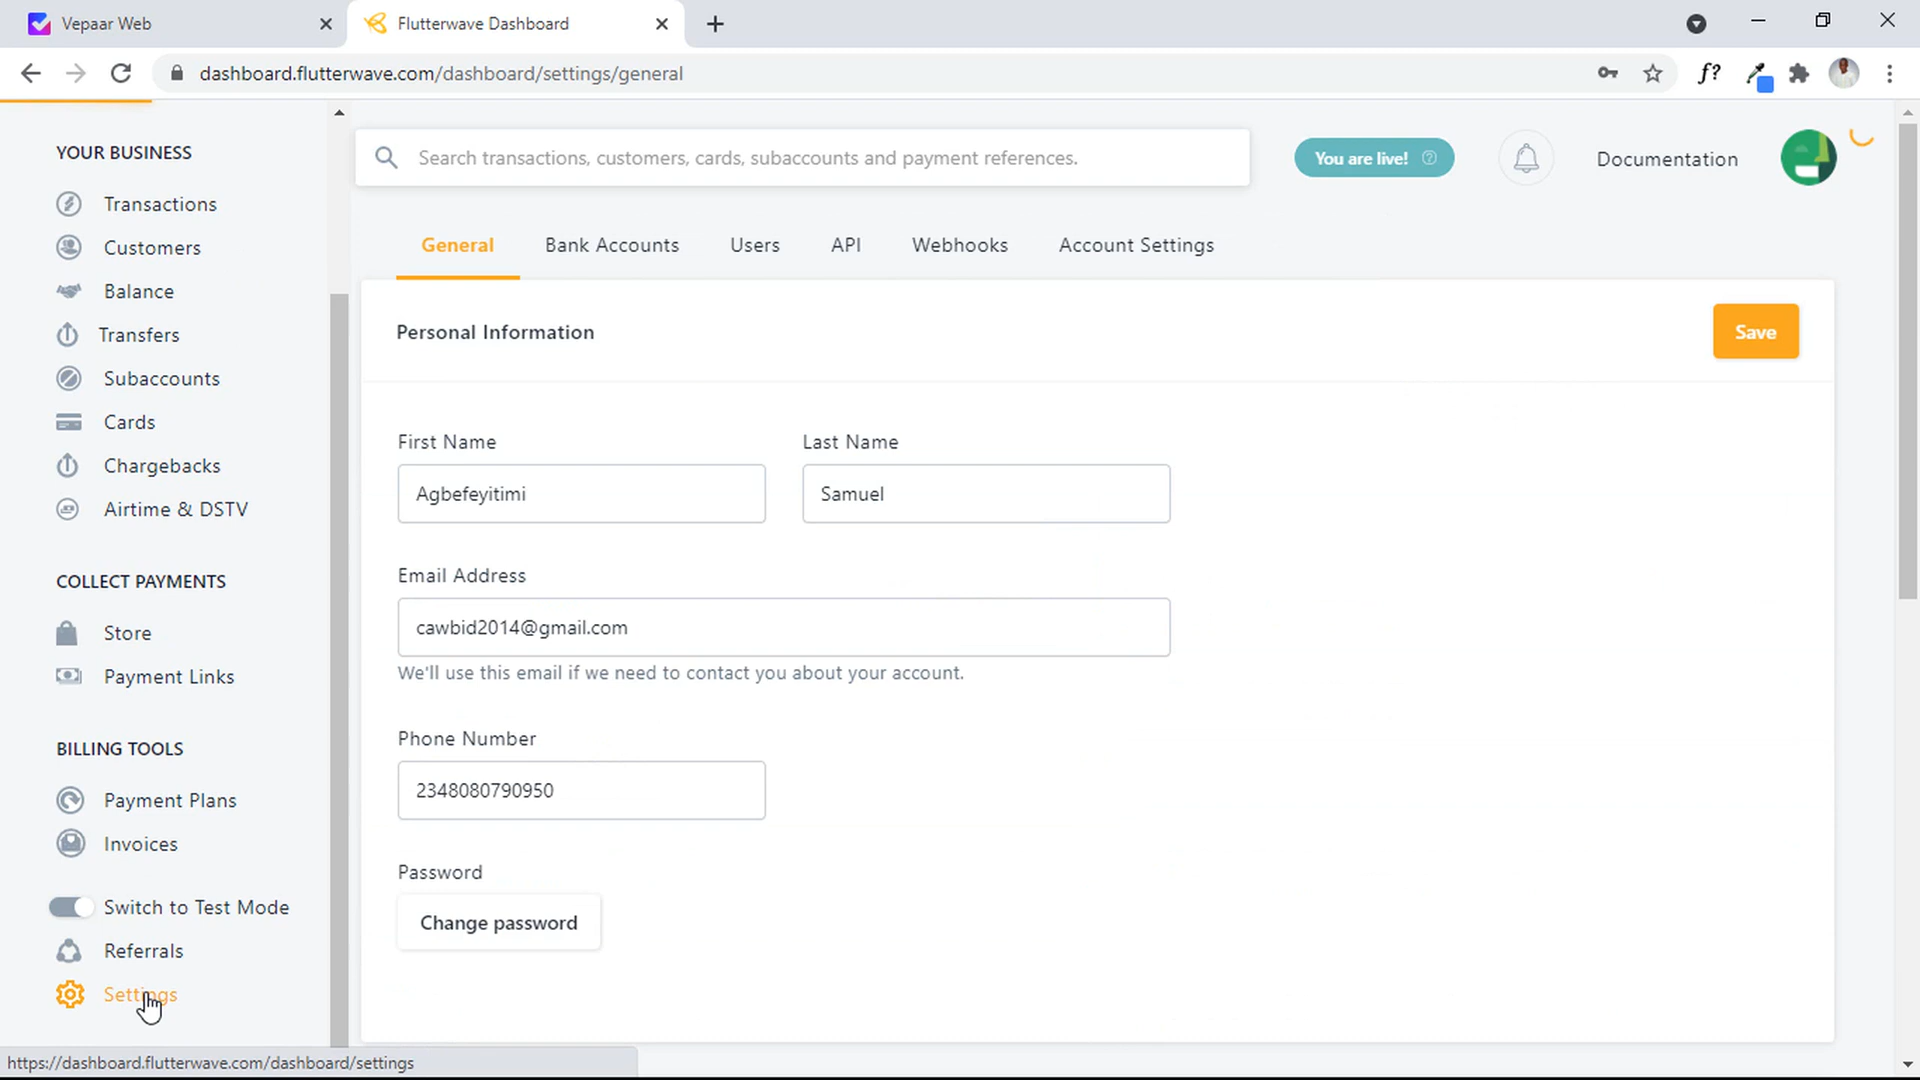 Vepaar Web
Flutterwave Dashboard
dashboard.flutterwave.com/dashboard/settings/general
f?
YOUR BUSINESS
Transactions
Customers
Balance
Transfers
Subaccounts
Cards
Chargebacks
Airtime & DSTV
COLLECT PAYMENTS
Store
Payment Links
BILLING TOOLS
Payment Plans
Invoices
Switch to Test Mode
Referrals
Settings
https://dashboard.flutterwave.com/dashboard/settings
Search transactions, customers, cards, subaccounts and payment references.
You are live!
Documentation
General Bank Accounts Users API Webhooks Account Settings
Personal Information
Save
First Name
Last Name
Agbefeyitimi
Samuel
Email Address
cawbid2014@gmail.com
We'll use this email if we need to contact you about your account.
Phone Number
2348080790950
Password
Change password